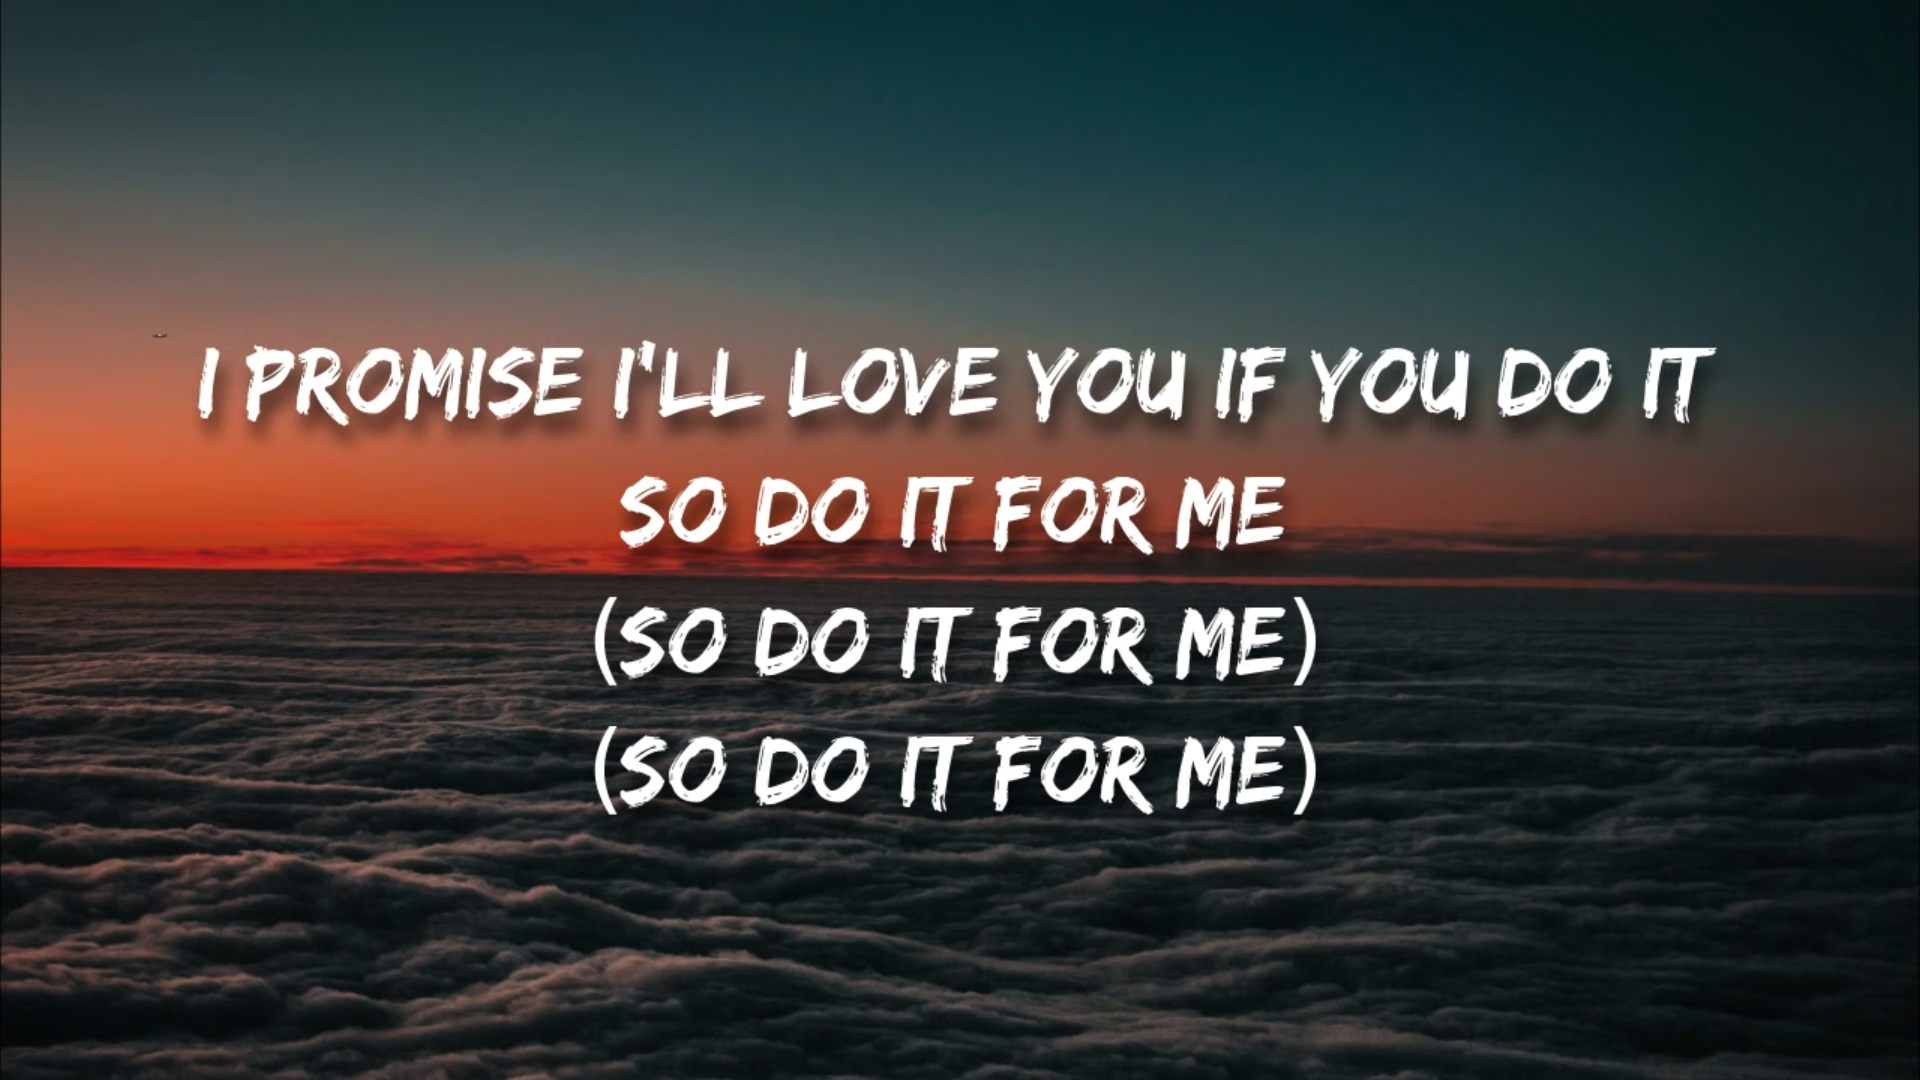 I PROMISE I'LL LOVE YOU IF YOU DO IT
SO DO IT FOR ME
(SO DO IT FOR ME)
(SO DO IT FOR ME)